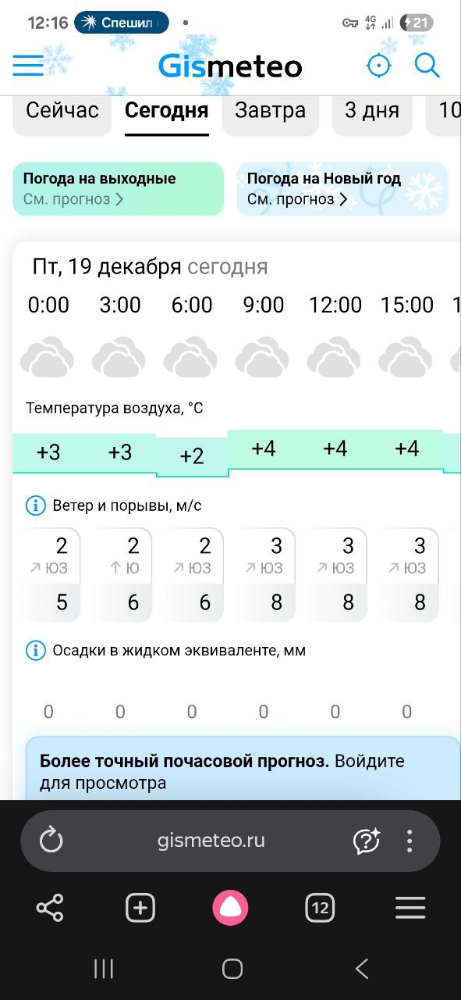 12:16 Спешил 4G 21
Gismeteo
Сейчас Сегодня Завтра 3 дня 10
Погода на выходные
См. прогноз
Погода на Новый год
См. прогноз
Пт, 19 декабря сегодня
0:00 3:00 6:00 9:00 12:00 15:00 1
Температура воздуха, °C
+3 +3 +2 +4 +4 +4
Ветер и порывы, м/с
2 2 2 3 3 3
ЮЗ Ю ЮЗ ЮЗ ЮЗ ЮЗ
5 6 6 8 8 8
Осадки в жидком эквиваленте, мм
0 0 0 0 0 0
Более точный почасовой прогноз. Войдите
для просмотра
gismeteo.ru
12